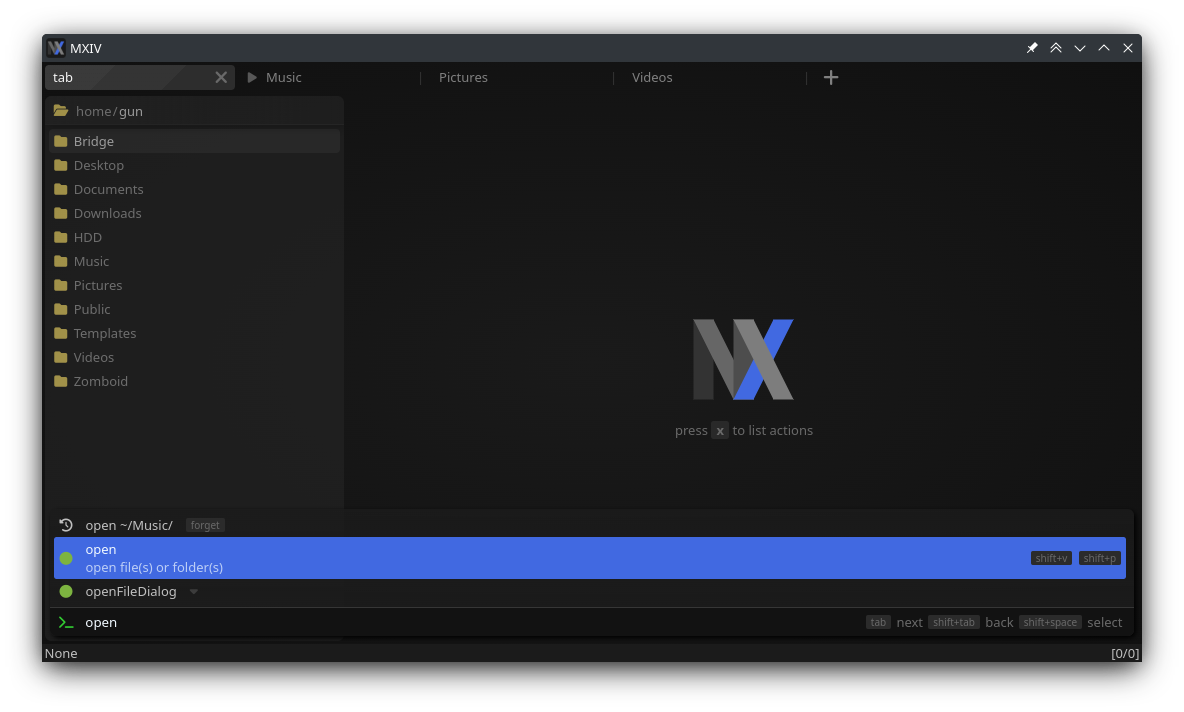 MXIV
tab Music Pictures Videos
home/gun
Bridge
Desktop
Documents
Downloads
HDD
Music
Pictures
Public
Templates
Videos
Zomboid
press x to list actions
open ~/Music/ forget
open
open file(s) or folder(s) shift+v shift+p
openFileDialog
open tab next shift+tab back shift+space select
None [0/0]